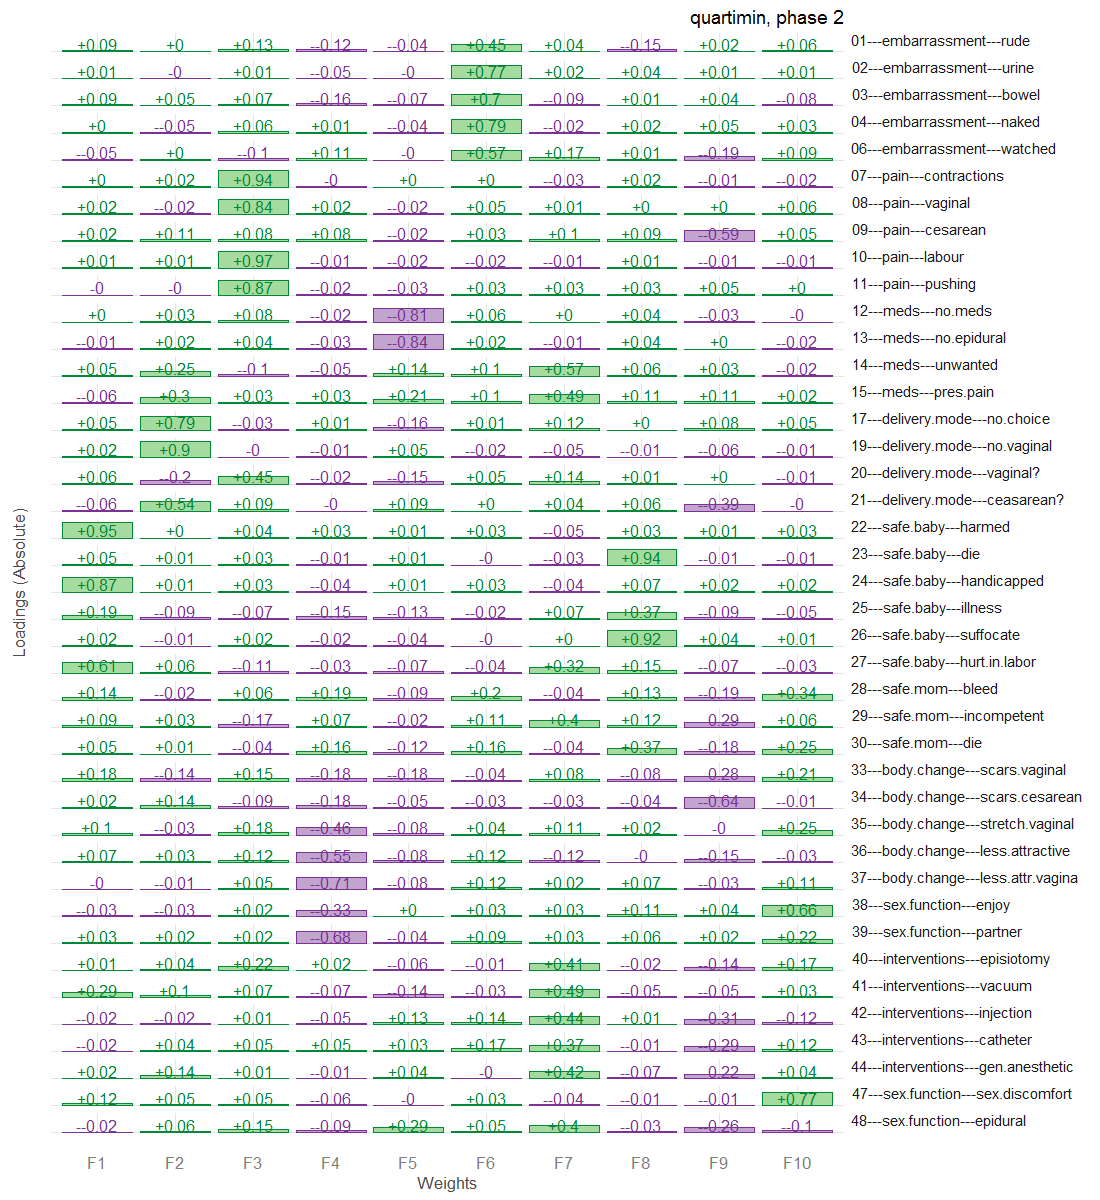 quartimin, phase 2
+0.09 +0 +0.13 --0.12 --0.04 +0.45 +0.04 --0.15 +0.02 +0.06 01---embarrassment---rude
+0.01 -0 +0.01 --0.05 -0 +0.77 +0.02 +0.04 +0.01 +0.01 02---embarrassment---urine
+0.09 +0.05 +0.07 --0.16 --0.07 +0.7 --0.09 +0.01 +0.04 --0.08 03---embarrassment---bowel
+0 --0.05 +0.06 +0.01 --0.04 +0.79 --0.02 +0.02 +0.05 +0.03 04---embarrassment---naked
--0.05 +0 --0.1 +0.11 -0 +0.57 +0.17 +0.01 --0.19 +0.09 06---embarrassment---watched
+0 +0.02 +0.94 -0 +0 +0 --0.03 +0.02 --0.01 --0.02 07---pain---contractions
+0.02 --0.02 +0.84 +0.02 --0.02 +0.05 +0.01 +0 +0 +0.06 08---pain---vaginal
+0.02 +0.11 +0.08 +0.08 --0.02 +0.03 +0.1 +0.09 --0.59 +0.05 09---pain---cesarean
+0.01 +0.01 +0.97 --0.01 --0.02 --0.02 --0.01 +0.01 --0.01 --0.01 10---pain---labour
-0 -0 +0.87 --0.02 --0.03 +0.03 +0.03 +0.03 +0.05 +0 11---pain---pushing
+0 +0.03 +0.08 --0.02 --0.81 +0.06 +0 +0.04 --0.03 -0 12---meds---no.meds
--0.01 +0.02 +0.04 --0.03 --0.84 +0.02 --0.01 +0.04 +0 --0.02 13---meds---no.epidural
+0.05 +0.25 --0.1 --0.05 +0.14 +0.1 +0.57 +0.06 +0.03 --0.02 14---meds---unwanted
--0.06 +0.3 +0.03 +0.03 +0.21 +0.1 +0.49 +0.11 +0.11 +0.02 15---meds---pres.pain
+0.05 +0.79 --0.03 +0.01 --0.16 +0.01 +0.12 +0 +0.08 +0.05 17---delivery.mode---no.choice
+0.02 +0.9 -0 --0.01 +0.05 --0.02 --0.05 --0.01 --0.06 --0.01 19---delivery.mode---no.vaginal
+0.06 --0.2 +0.45 --0.02 --0.15 +0.05 +0.14 +0.01 +0 --0.01 20---delivery.mode---vaginal?
--0.06 +0.54 +0.09 -0 +0.09 +0 +0.04 +0.06 --0.39 -0 21---delivery.mode---ceasarean?
+0.95 +0 +0.04 +0.03 +0.01 +0.03 --0.05 +0.03 +0.01 +0.03 22---safe.baby---harmed
+0.05 +0.01 +0.03 --0.01 +0.01 -0 --0.03 +0.94 --0.01 --0.01 23---safe.baby---die
+0.87 +0.01 +0.03 --0.04 +0.01 +0.03 --0.04 +0.07 +0.02 +0.02 24---safe.baby---handicapped
+0.19 --0.09 --0.07 --0.15 --0.13 --0.02 +0.07 +0.37 --0.09 --0.05 25---safe.baby---illness
+0.02 --0.01 +0.02 --0.02 --0.04 -0 +0 +0.92 +0.04 +0.01 26---safe.baby---suffocate
+0.61 +0.06 --0.11 --0.03 --0.07 --0.04 +0.32 +0.15 --0.07 --0.03 27---safe.baby---hurt.in.labor
+0.14 --0.02 +0.06 +0.19 --0.09 +0.2 --0.04 +0.13 --0.19 +0.34 28---safe.mom---bleed
+0.09 +0.03 --0.17 +0.07 --0.02 +0.11 +0.4 +0.12 --0.29 +0.06 29---safe.mom---incompetent
+0.05 +0.01 --0.04 +0.16 --0.12 +0.16 --0.04 +0.37 --0.18 +0.25 30---safe.mom---die
+0.18 --0.14 +0.15 --0.18 --0.18 --0.04 +0.08 --0.08 --0.28 +0.21 33---body.change---scars.vaginal
+0.02 +0.14 --0.09 --0.18 --0.05 --0.03 --0.03 --0.04 --0.64 --0.01 34---body.change---scars.cesarean
+0.1 --0.03 +0.18 --0.46 --0.08 +0.04 +0.11 +0.02 -0 +0.25 35---body.change---stretch.vaginal
+0.07 +0.03 +0.12 --0.55 --0.08 +0.12 --0.12 -0 --0.15 --0.03 36---body.change---less.attractive
-0 --0.01 +0.05 --0.71 --0.08 +0.12 +0.02 --0.07 --0.03 +0.11 37---body.change---less.attr.vagina
--0.03 --0.03 +0.02 --0.33 +0 +0.03 +0.03 +0.11 +0.04 +0.66 38---sex.function---enjoy
+0.03 +0.02 +0.02 --0.68 --0.04 +0.09 +0.03 +0.06 +0.02 +0.22 39---sex.function---partner
+0.01 +0.04 +0.22 +0.02 --0.06 --0.01 +0.41 --0.02 --0.14 +0.17 40---interventions---episiotomy
+0.29 +0.1 +0.07 --0.07 --0.14 --0.03 +0.49 --0.05 --0.05 +0.03 41---interventions---vacuum
--0.02 --0.02 +0.01 --0.05 +0.13 +0.14 +0.44 +0.01 --0.31 --0.12 42---interventions---injection
--0.02 +0.04 +0.05 +0.05 +0.03 +0.17 +0.37 --0.01 --0.29 +0.12 43---interventions---catheter
+0.02 +0.14 +0.01 --0.01 +0.04 -0 +0.42 --0.07 --0.22 +0.04 44---interventions---gen.anesthetic
+0.12 +0.05 +0.05 --0.06 -0 +0.03 --0.04 --0.01 --0.01 +0.77 47---sex.function---sex.discomfort
--0.02 +0.06 +0.15 --0.09 +0.29 +0.05 +0.4 --0.03 --0.26 --0.1 48---sex.function---epidural
F1 F2 F3 F4 F5 F6 F7 F8 F9 F10
Weights
Loadings (Absolute)